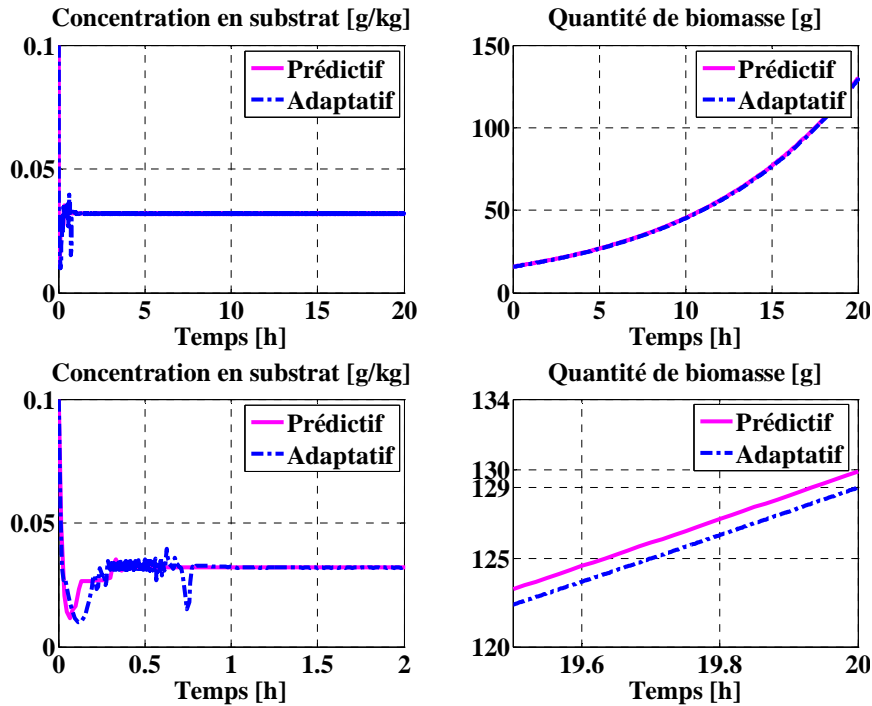 Concentration en substrat [g/kg]
0.1
0.05
0
Prédictif
Adaptatif
0 5 10 15 20
Temps [h]
Quantité de biomasse [g]
150
100
50
0
Prédictif
Adaptatif
0 5 10 15 20
Temps [h]
Concentration en substrat [g/kg]
0.1
0.05
0
Prédictif
Adaptatif
0 0.5 1 1.5 2
Temps [h]
Quantité de biomasse [g]
134
130
129
125
120
Prédictif
Adaptatif
19.6 19.8 20
Temps [h]